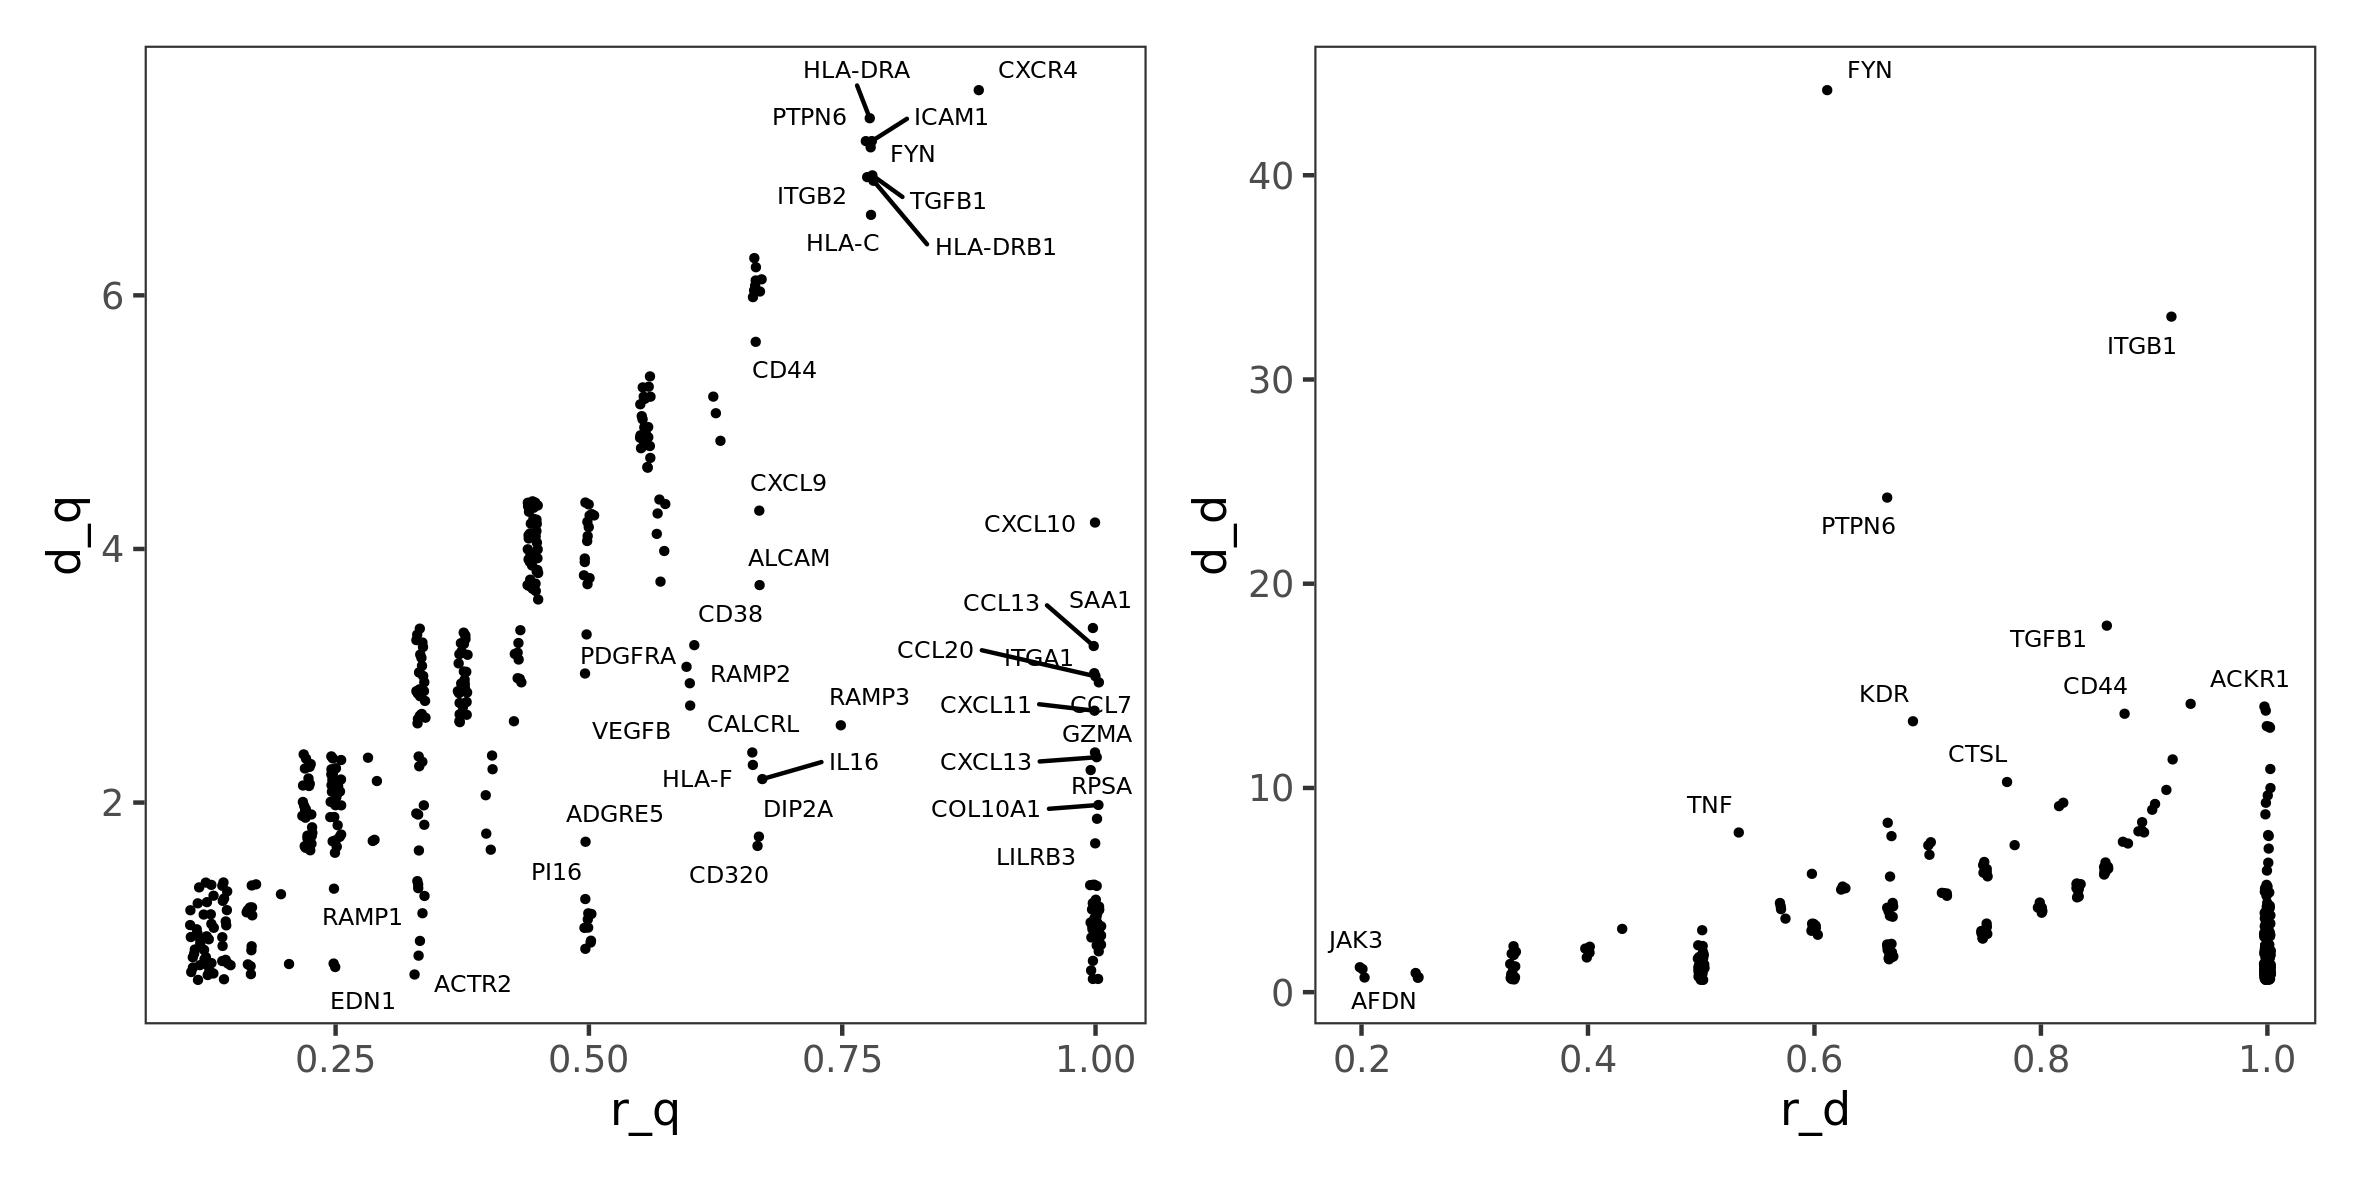 HLA-DRA
CXCR4
PTPN6
ICAM1
FYN
ITGB2
TGFB1
HLA-C
HLA-DRB1
CD44
CXCL9
CXCL10
ALCAM
CCL13
SAA1
CD38
CCL20
ITGA1
PDGFRA
RAMP2
RAMP3
CXCL11
CCL7
VEGFB
CALCRL
GZMA
HLA-F
IL16
CXCL13
RPSA
ADGRE5
DIP2A
COL10A1
PI16
CD320
LILRB3
RAMP1
ACTR2
EDN1
6
4
2
d_q
0.25
0.50
0.75
1.00
r_q
FYN
ITGB1
PTPN6
TGFB1
ACKR1
CD44
KDR
CTSL
TNF
JAK3
AFDN
40
30
20
10
0
d_d
0.2
0.4
0.6
0.8
1.0
r_d